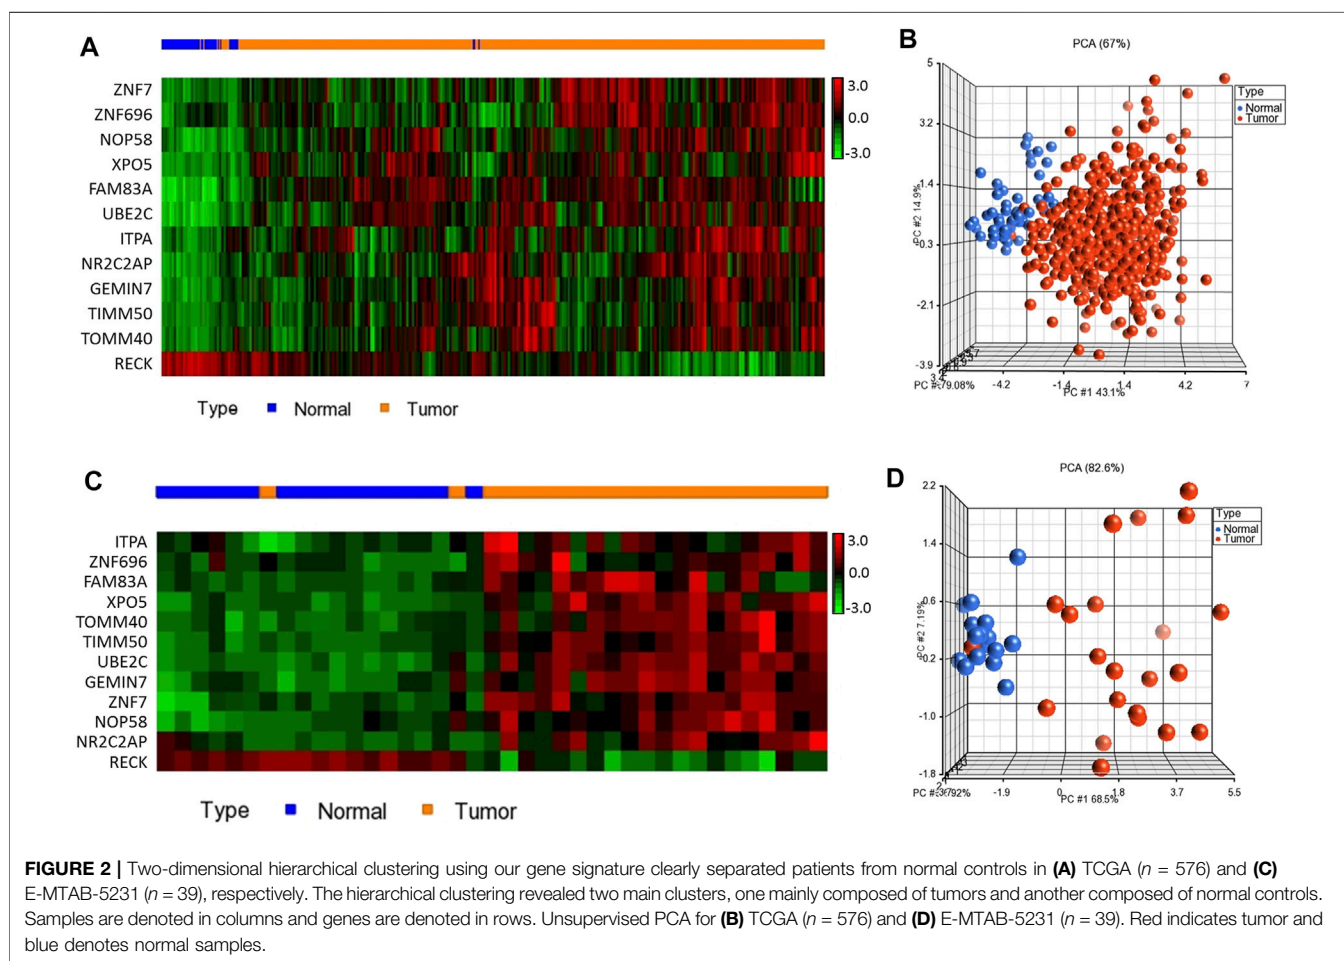 A
ZNF7
ZNF696
NOP58
XPO5
FAM83A
UBE2C
ITPA
NR2C2AP
GEMIN7
TIMM50
TOMM40
RECK
3.0
0.0
-3.0
Type Normal Tumor
B
PCA (67%)
Type
Normal
Tumor
5
3.2
1.4
-0.3
-2.1
-3.9
PC #2 14.9%
-4.2 -1.4 1.4 4.2 7
PC #1 43.1%
C
ITPA
ZNF696
FAM83A
XPO5
TOMM40
TIMM50
UBE2C
GEMIN7
ZNF7
NOP58
NR2C2AP
RECK
3.0
0.0
-3.0
Type Normal Tumor
D
PCA (82.6%)
Type
Normal
Tumor
2.2
1.4
0.6
-0.2
-1.0
-1.8
PC #2 7.19%
-1.9 0 1.8 3.7 5.5
PC #1 68.5%
FIGURE 2 | Two-dimensional hierarchical clustering using our gene signature clearly separated patients from normal controls in (A) TCGA (n = 576) and (C)
E-MTAB-5231 (n = 39), respectively. The hierarchical clustering revealed two main clusters, one mainly composed of tumors and another composed of normal controls.
Samples are denoted in columns and genes are denoted in rows. Unsupervised PCA for (B) TCGA (n = 576) and (D) E-MTAB-5231 (n = 39). Red indicates tumor and
blue denotes normal samples.